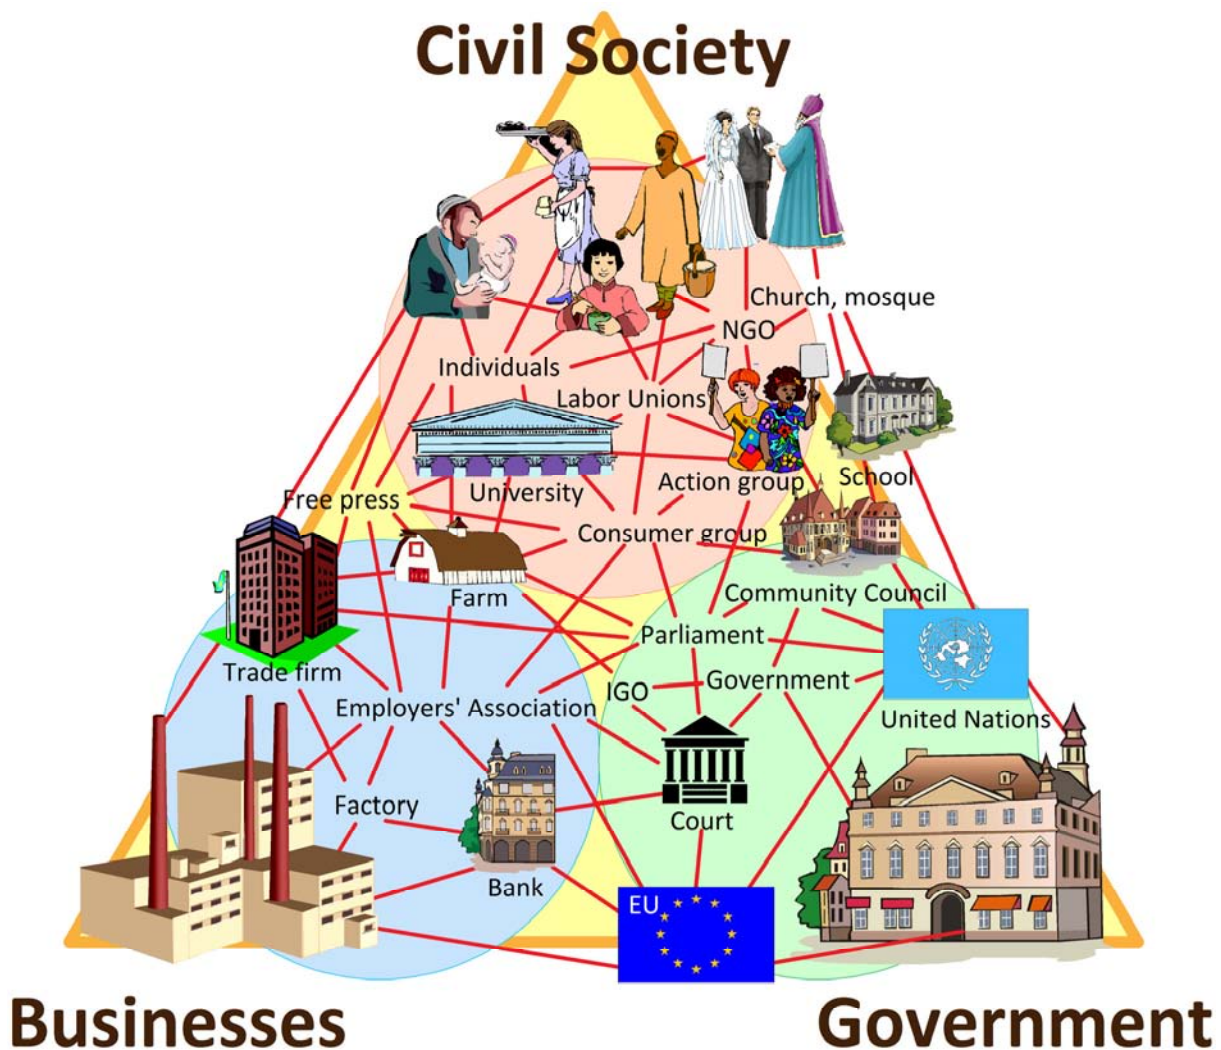 Civil Society
Church, mosque
NGO
Individuals
Labor Unions
School
Action group
University
Free press
Consumer group
Community Council
Farm
Parliament
Trade firm
Government
IGO
Employers' Association
United Nations
Factory
Court
Bank
EU
Businesses
Government